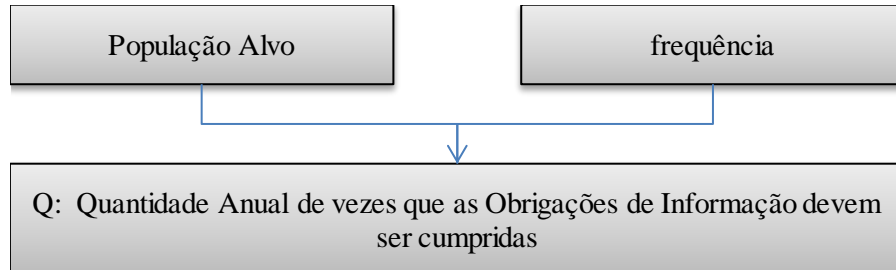 População Alvo
frequência
Q: Quantidade Anual de vezes que as Obrigações de Informação devem
ser cumpridas